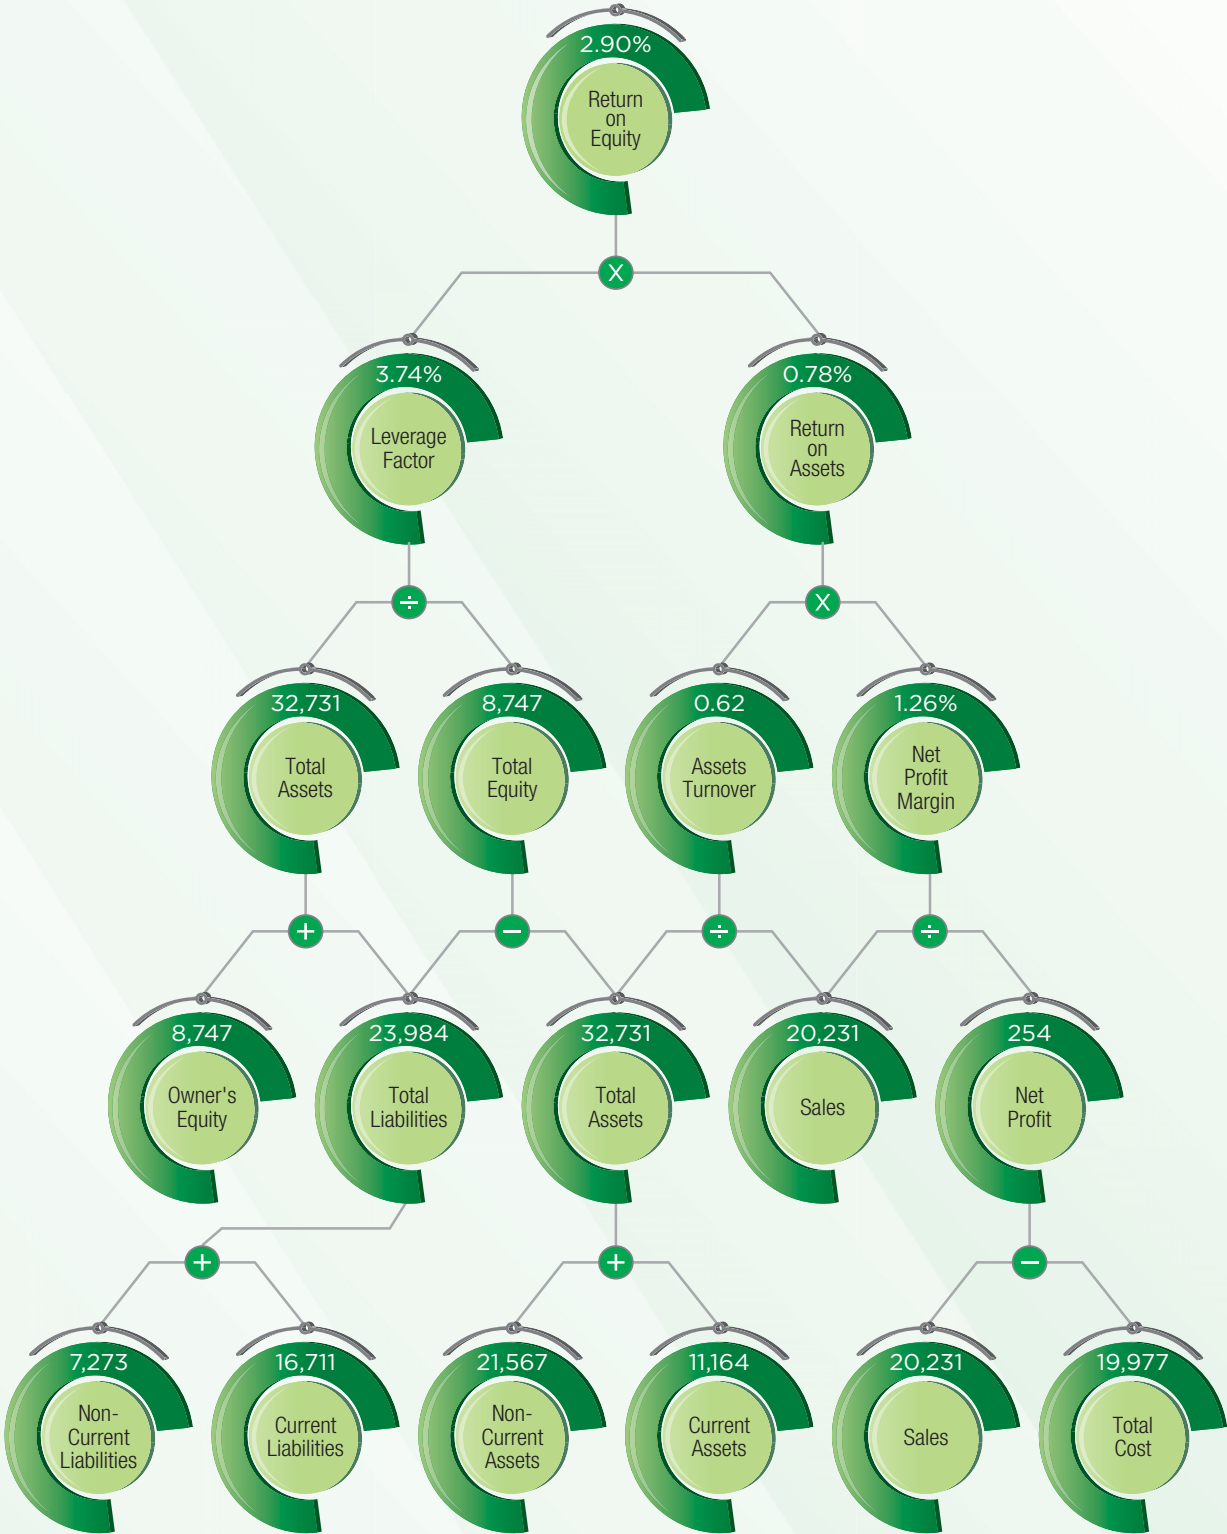 2.90%
Return
on
Equity
X
3.74%
Leverage
Factor
0.78%
Return
on
Assets
÷
X
32,731
Total
Assets
8,747
Total
Equity
0.62
Assets
Turnover
1.26%
Net
Profit
Margin
+
−
÷
÷
8,747
Owner's
Equity
23,984
Total
Liabilities
32,731
Total
Assets
20,231
Sales
254
Net
Profit
+
+
−
7,273
Non-
Current
Liabilities
16,711
Current
Liabilities
21,567
Non-
Current
Assets
11,164
Current
Assets
20,231
Sales
19,977
Total
Cost